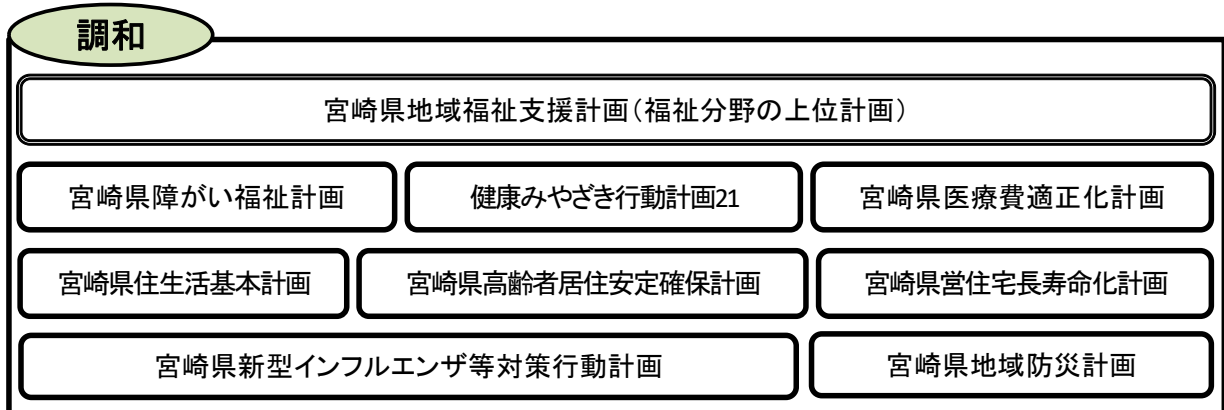 調和
宮崎県地域福祉支援計画(福祉分野の上位計画)
宮崎県障がい福祉計画
健康みやざき行動計画21
宮崎県医療費適正化計画
宮崎県住生活基本計画
宮崎県高齢者居住安定確保計画
宮崎県営住宅長寿命化計画
宮崎県新型インフルエンザ等対策行動計画
宮崎県地域防災計画